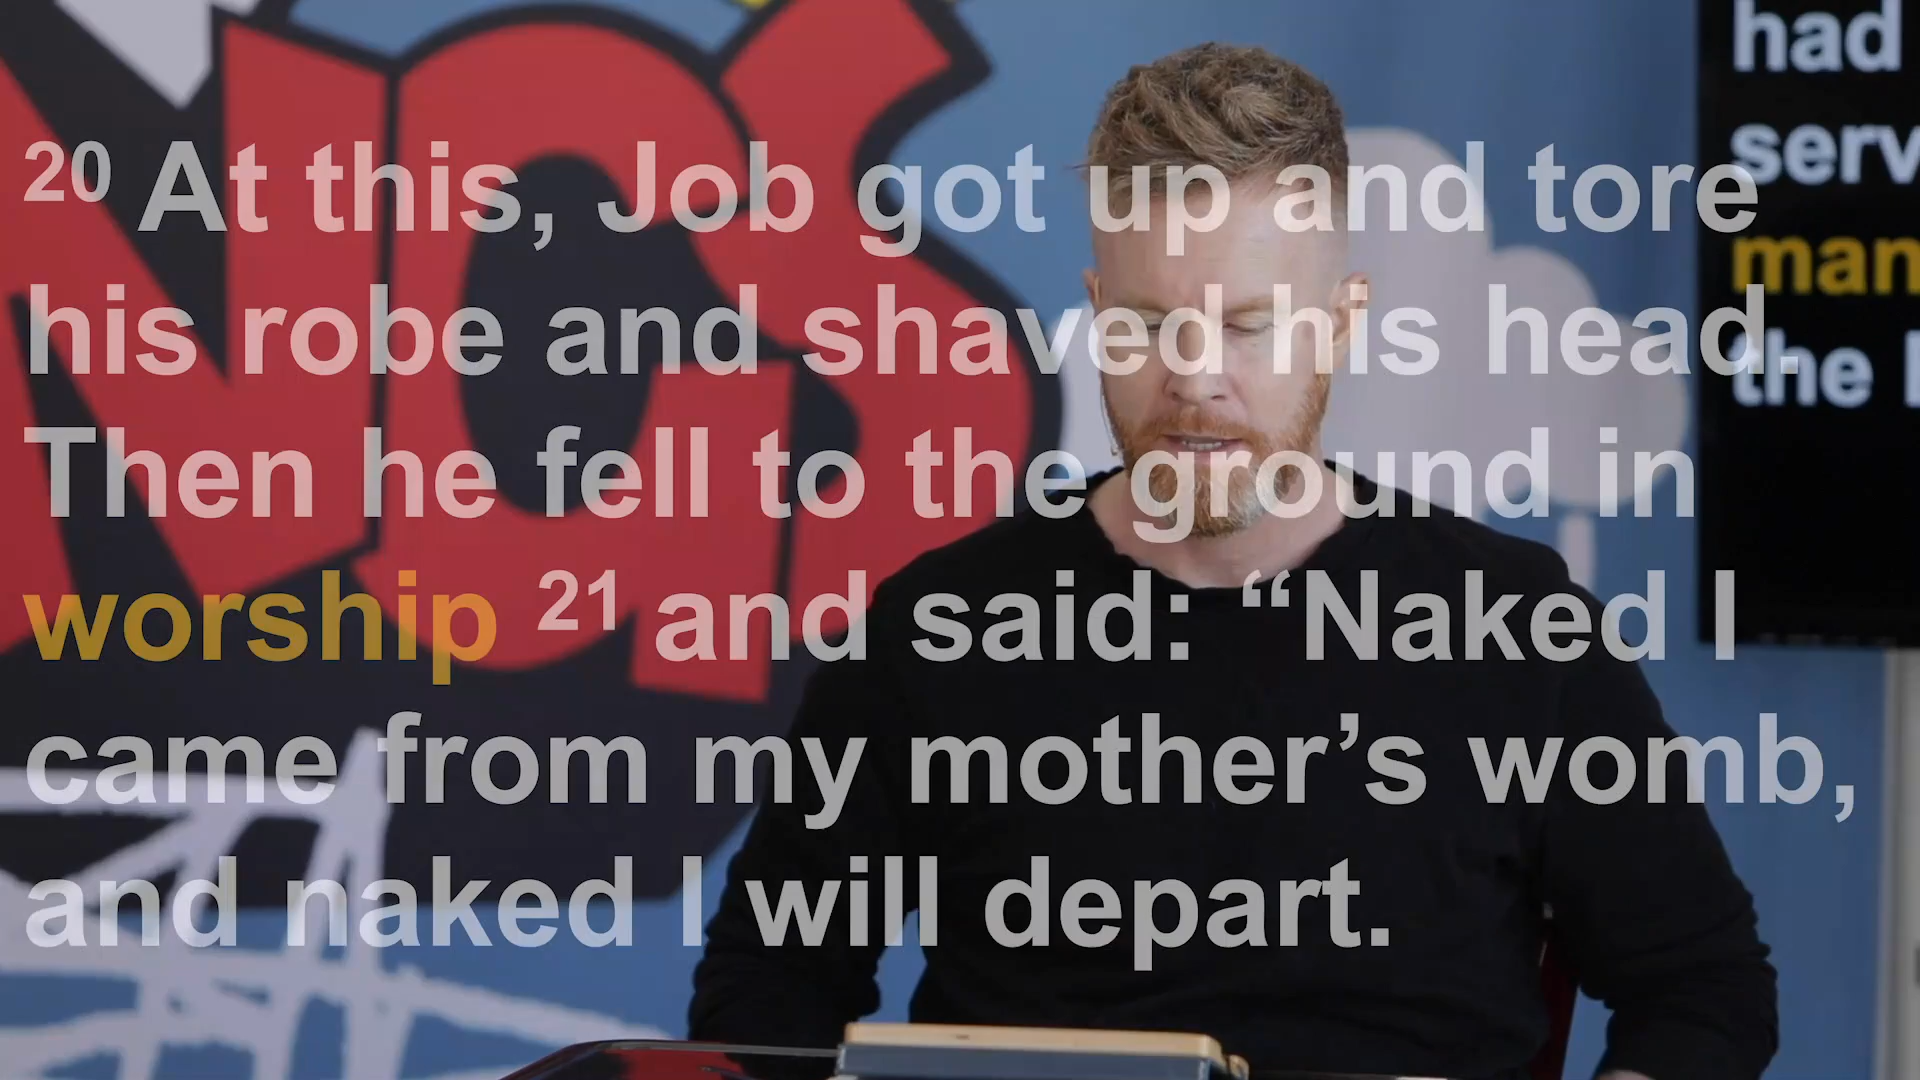 20 At this, Job got up and tore
his robe and shaved his head.
Then he fell to the ground in
worship 21 and said: “Naked I
came from my mother’s womb,
and naked I will depart.
NGS
had
serv
man
the